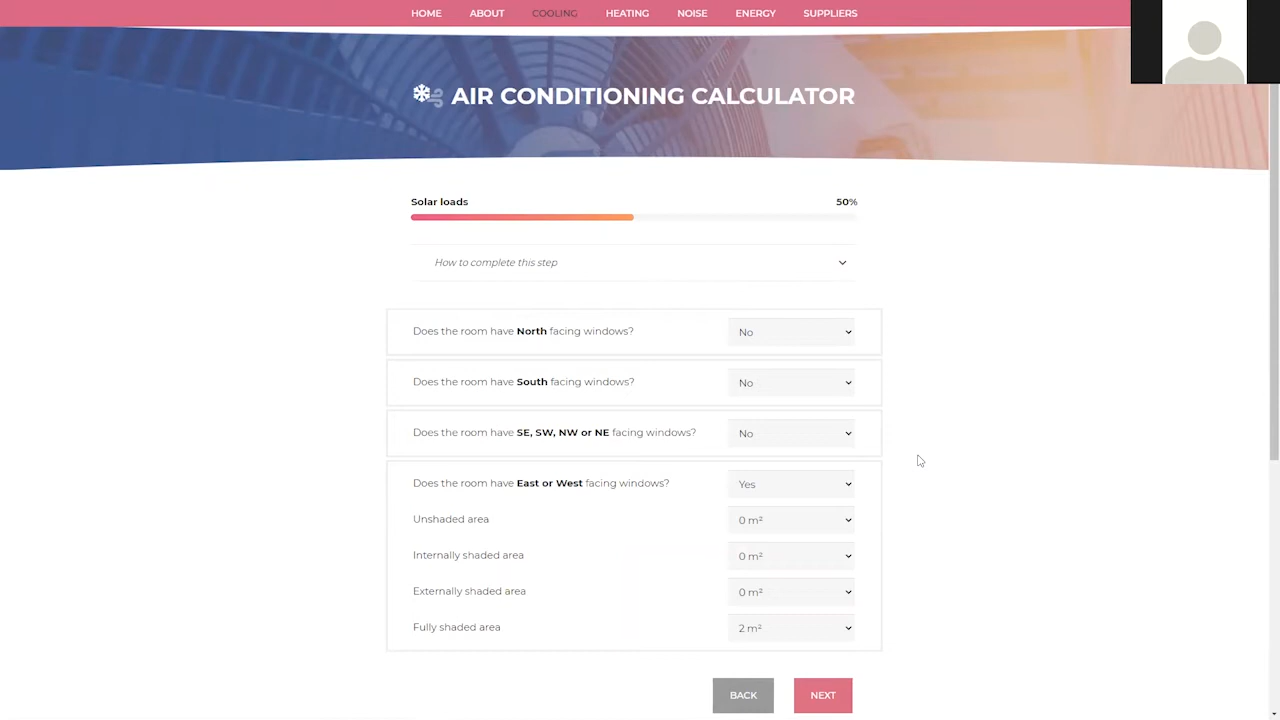 HOME ABOUT COOLING HEATING NOISE ENERGY SUPPLIERS
AIR CONDITIONING CALCULATOR
Solar loads 50%
How to complete this step
Does the room have North facing windows? No
Does the room have South facing windows? No
Does the room have SE, SW, NW or NE facing windows? No
Does the room have East or West facing windows? Yes
Unshaded area 0 m²
Internally shaded area 0 m²
Externally shaded area 0 m²
Fully shaded area 2 m²
BACK NEXT